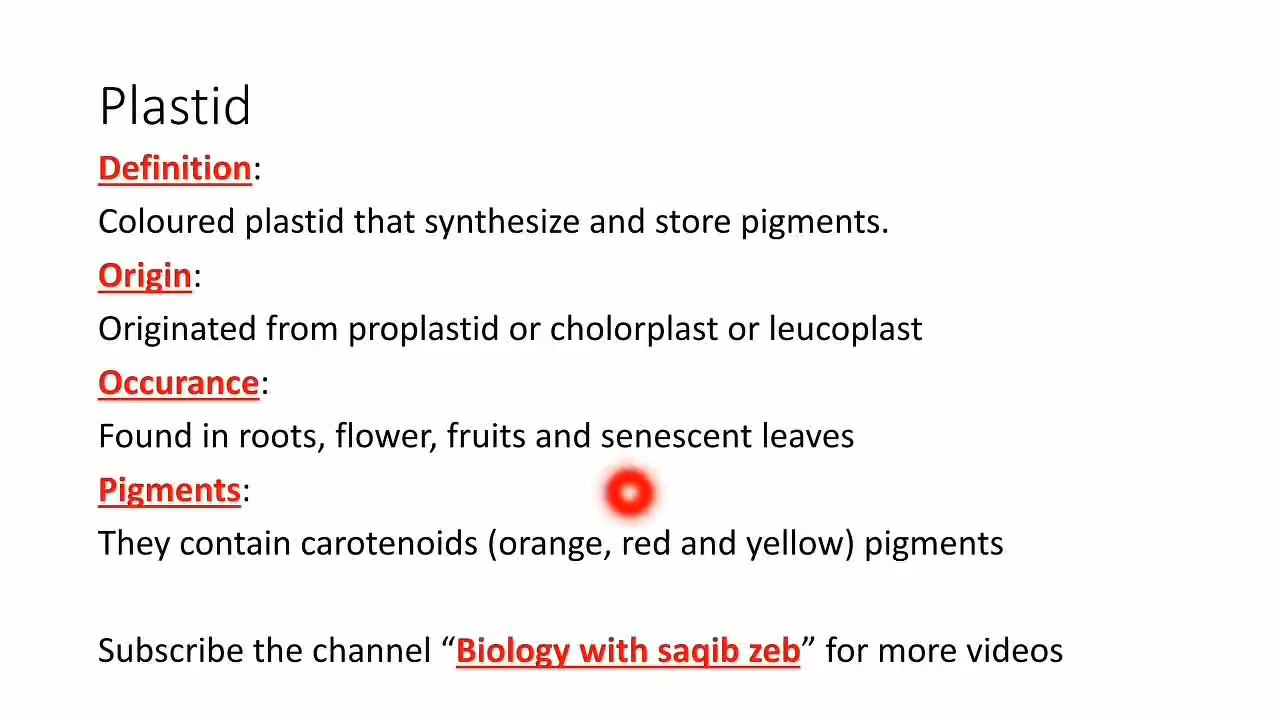 Plastid
Definition:
Coloured plastid that synthesize and store pigments.
Origin:
Originated from proplastid or cholorplast or leucoplast
Occurance:
Found in roots, flower, fruits and senescent leaves
Pigments:
They contain carotenoids (orange, red and yellow) pigments
Subscribe the channel “Biology with saqib zeb” for more videos